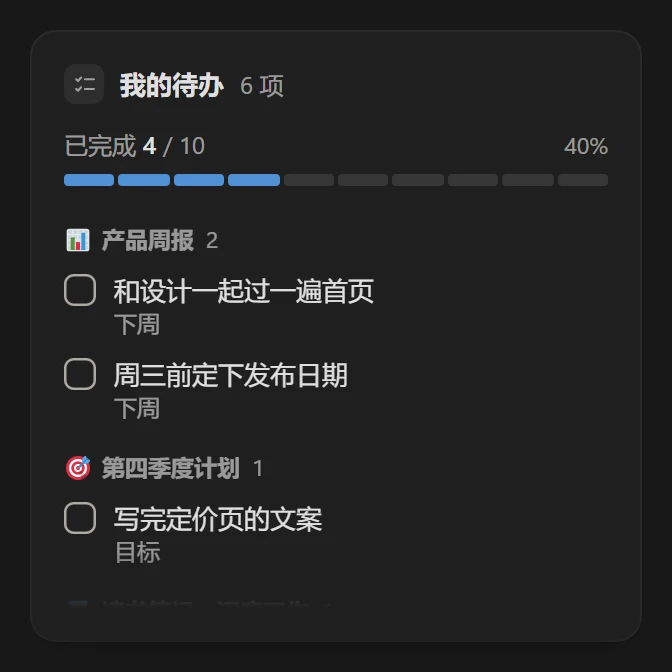 我的待办 6 项
已完成 4 / 10 40%
产品周报 2
和设计一起过一遍首页
下周
周三前定下发布日期
下周
第四季度计划 1
写完定价页的文案
目标